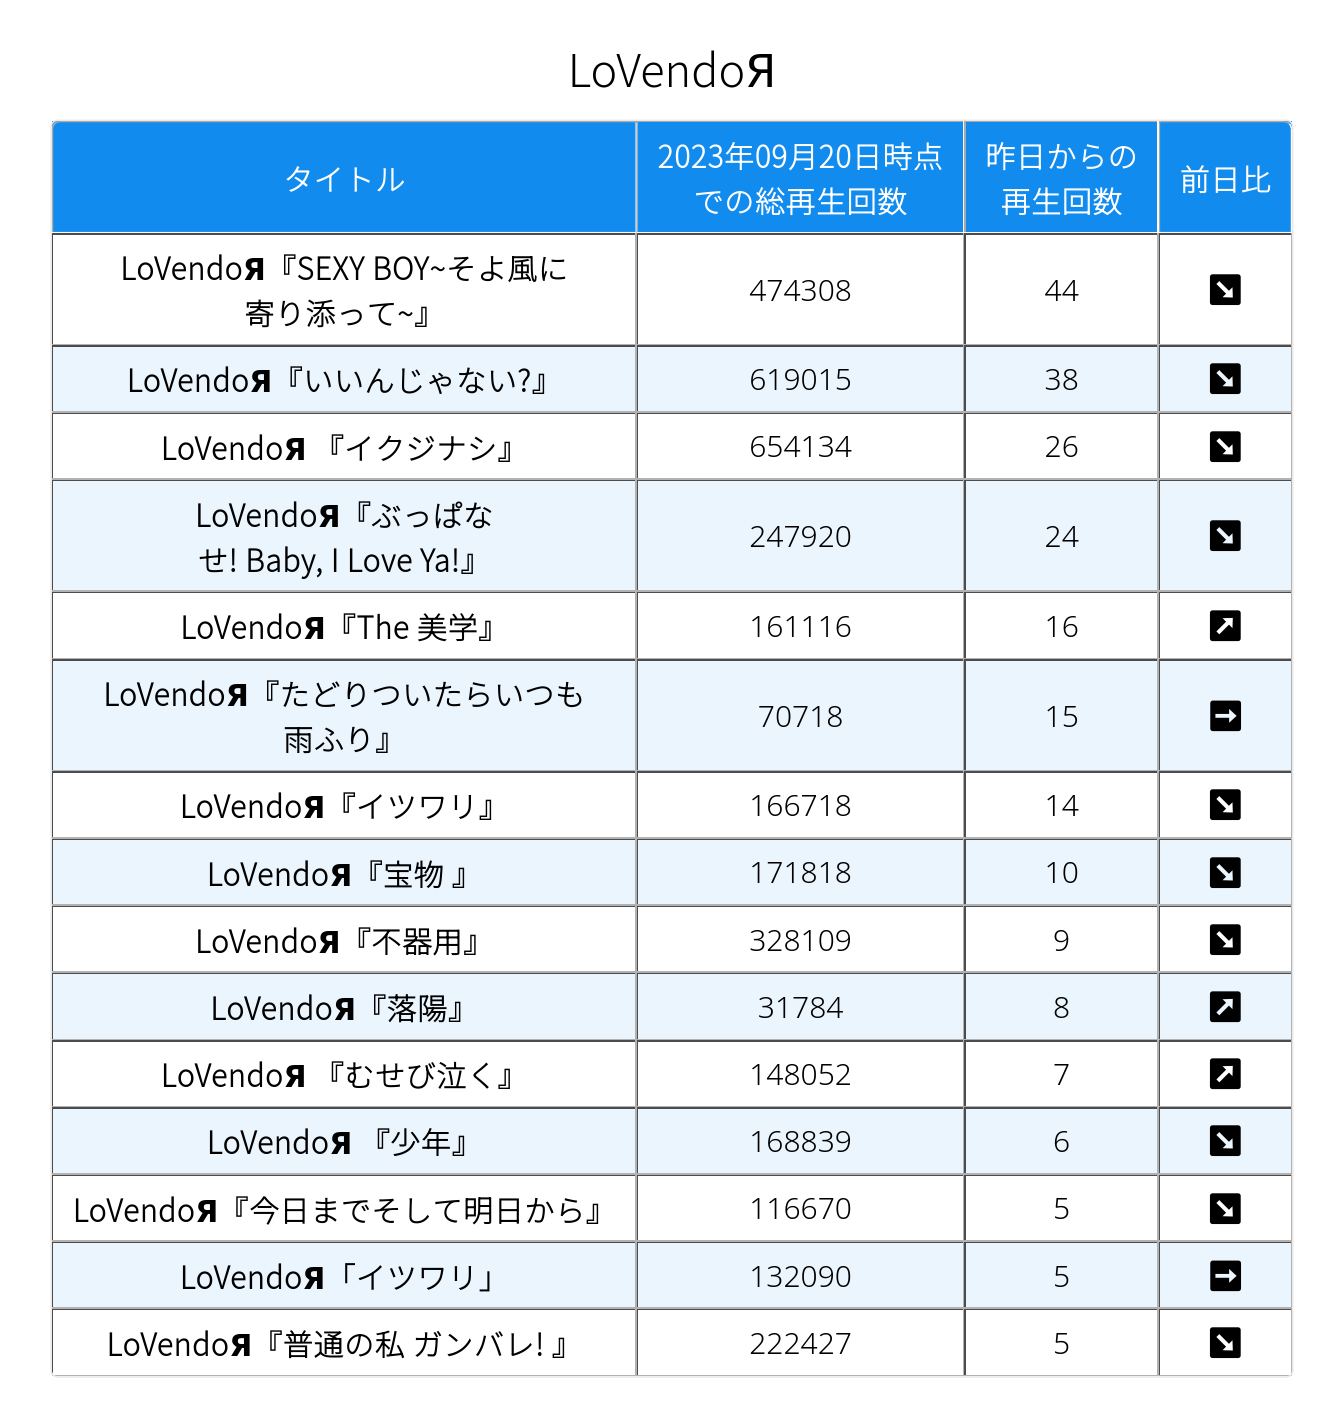 LoVendoЯ
タイトル
2023年09月20日時点
での総再生回数
昨日からの
再生回数
前日比
LoVendoЯ『SEXY BOY~そよ風に
寄り添って~』
474308
44
↘
LoVendoЯ『いいんじゃない?』
619015
38
↘
LoVendoЯ 『イクジナシ』
654134
26
↘
LoVendoЯ『ぶっぱな
せ! Baby, I Love Ya!』
247920
24
↘
LoVendoЯ『The 美学』
161116
16
↗
LoVendoЯ『たどりついたらいつも
雨ふり』
70718
15
→
LoVendoЯ『イツワリ』
166718
14
↘
LoVendoЯ『宝物 』
171818
10
↘
LoVendoЯ『不器用』
328109
9
↘
LoVendoЯ『落陽』
31784
8
↗
LoVendoЯ 『むせび泣く』
148052
7
↗
LoVendoЯ 『少年』
168839
6
↘
LoVendoЯ『今日までそして明日から』
116670
5
↘
LoVendoЯ「イツワリ」
132090
5
→
LoVendoЯ『普通の私 ガンバレ! 』
222427
5
↘